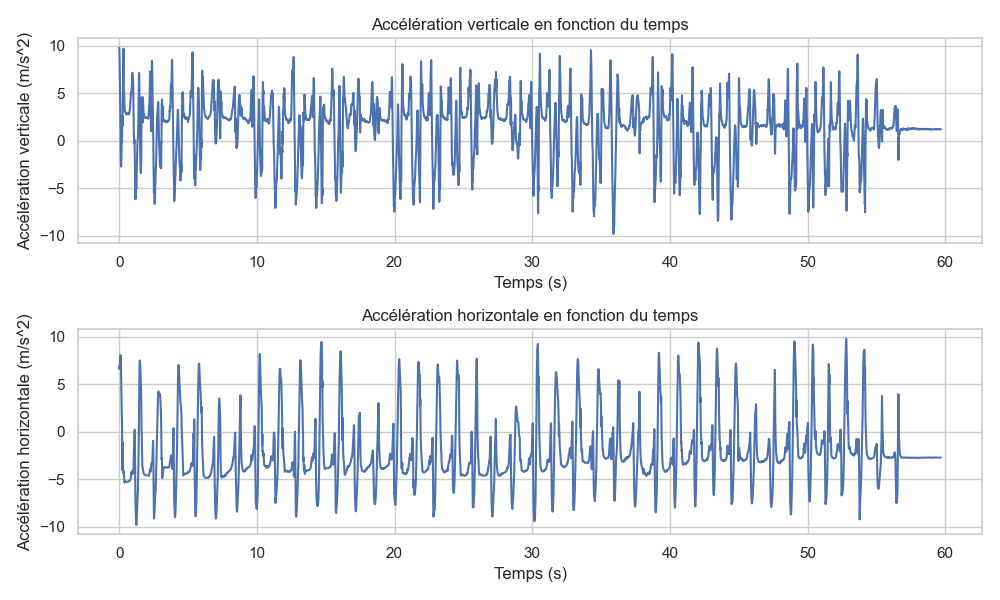 Accélération verticale en fonction du temps
Accélération verticale (m/s^2)
10
5
0
−5
−10
0 10 20 30 40 50 60
Temps (s)
Accélération horizontale en fonction du temps
Accélération horizontale (m/s^2)
10
5
0
−5
−10
0 10 20 30 40 50 60
Temps (s)